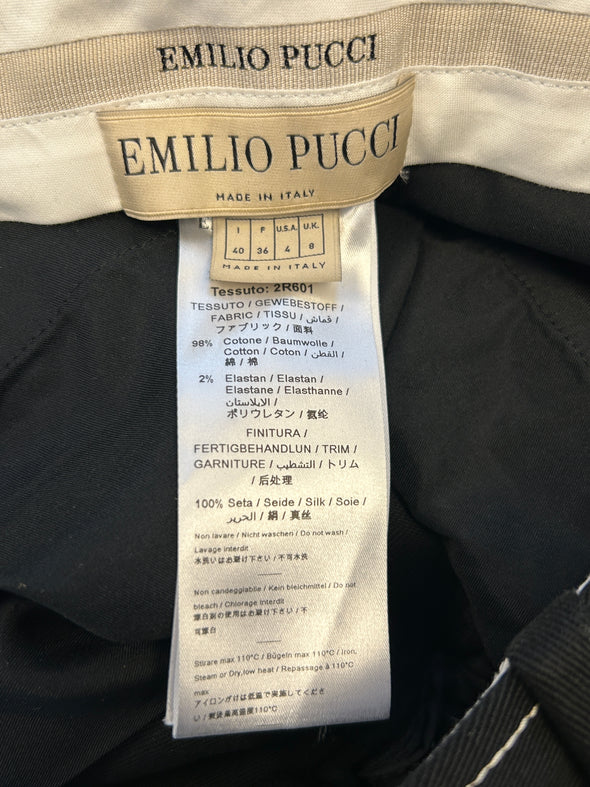 EMILIO PUCCI
EMILIO PUCCI
MADE IN ITALY
I F U.S.A. U.K.
40 36 4 8
MADE IN ITALY
Tessuto: 2R601
TESSUTO / GEWEBESTOFF /
FABRIC / TISSU / قماش /
ファブリック / 面料
98% Cotone / Baumwolle /
Cotton / Coton / القطن /
綿 / 棉
2% Elastan / Elastan /
Elastane / Elasthanne /
الايلاستان /
ポリウレタン / 氨纶
FINITURA /
FERTIGBEHANDLUN / TRIM /
GARNITURE / التشطيب / トリム
/ 后处理
100% Seta / Seide / Silk / Soie /
الحرير / 絹 / 真丝
Non lavare / Nicht waschen / Do not wash /
Lavage interdit
水洗いはお避け下さい / 不可水洗
Non candeggiabile / Kein bleichmittel / Do not
bleach / Chlorage interdit
漂白剤の使用はお避け下さい / 不
可漂白
Stirare max 110°C / Bügeln max 110°C / Iron,
Steam or Dry,low heat / Repassage à 110°C
max
アイロンがけは低温で実施してくださ
い / 熨烫最高温度110°C